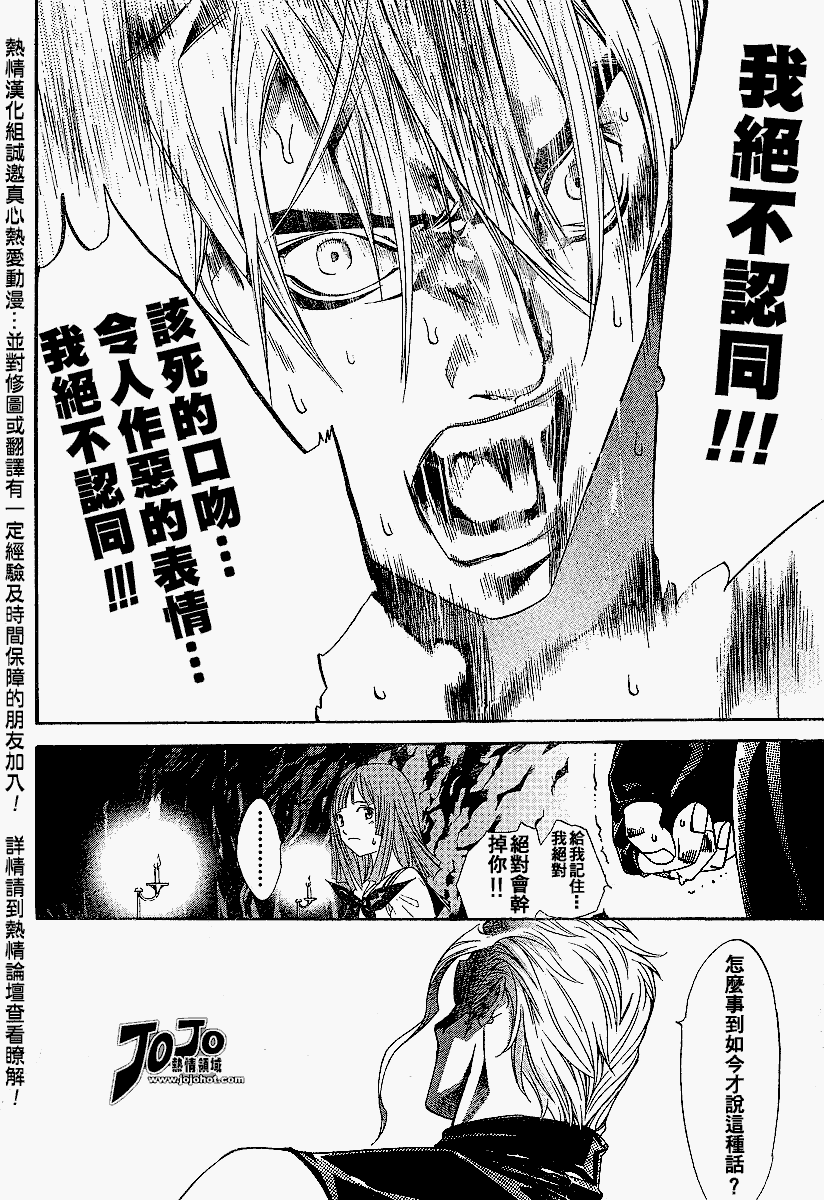 我絕不認同!!!
該死的口吻…
令人作惡的表情…
我絕不認同!!!
給我記住…
我絕對
絕對會幹
掉你!!
………
怎麼事到如今才說這種話?
JoJo
熱情領域
www.jojohot.com
熱情漢化組誠邀真心熱愛動漫…並對修圖或翻譯有一定經驗及時間保障的朋友加入! 詳情請到熱情論壇查看瞭解!